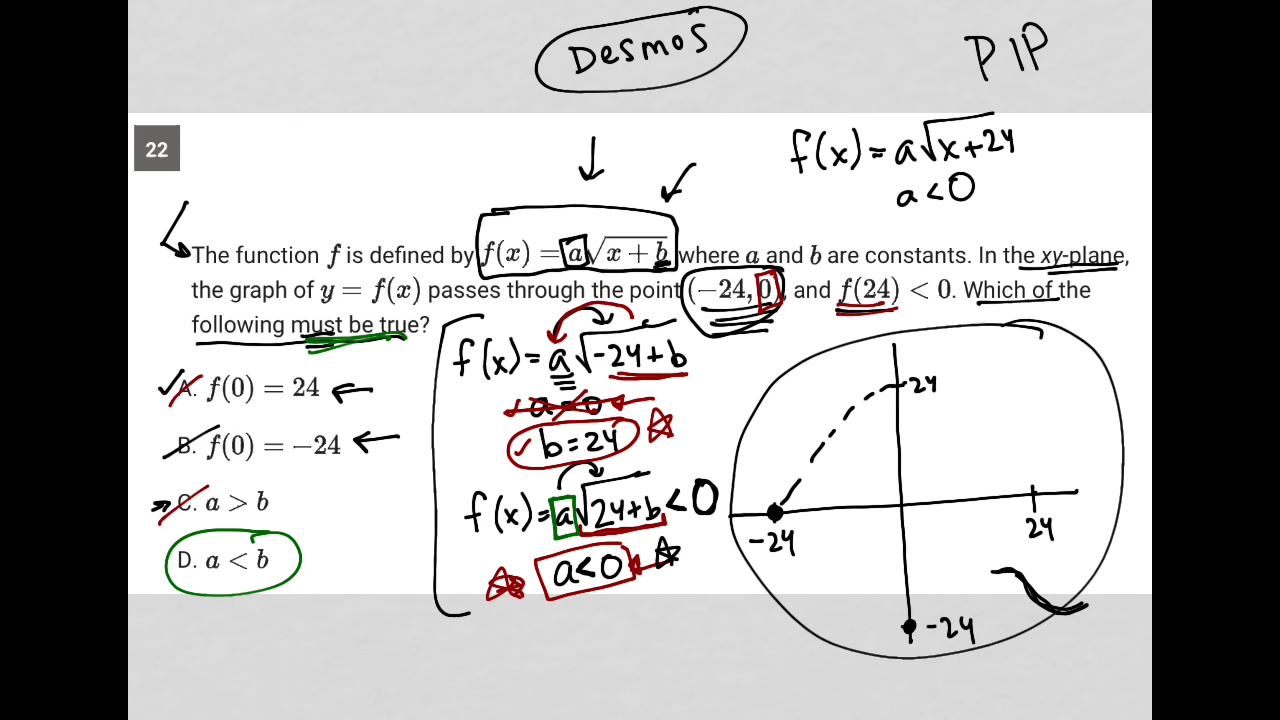 Desmos
PIP
22
f(x) = a√x+24
a<0
The function f is defined by f(x) = a√x + b where a and b are constants. In the xy-plane,
the graph of y = f(x) passes through the point (−24, 0), and f(24) < 0. Which of the
following must be true?
A. f(0) = 24
B. f(0) = −24
C. a > b
D. a < b
f(x) = a√-24+b
a = 0
b = 24
f(x) = a√24+b < 0
a<0
24
-24
24
-24